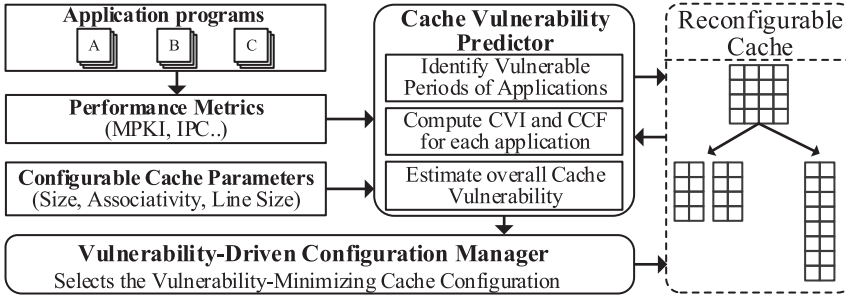 Application programs
A
B
C
Performance Metrics
(MPKI, IPC..)
Configurable Cache Parameters
(Size, Associativity, Line Size)
Cache Vulnerability
Predictor
Identify Vulnerable
Periods of Applications
Compute CVI and CCF
for each application
Estimate overall Cache
Vulnerability
Reconfigurable
Cache
Vulnerability-Driven Configuration Manager
Selects the Vulnerability-Minimizing Cache Configuration